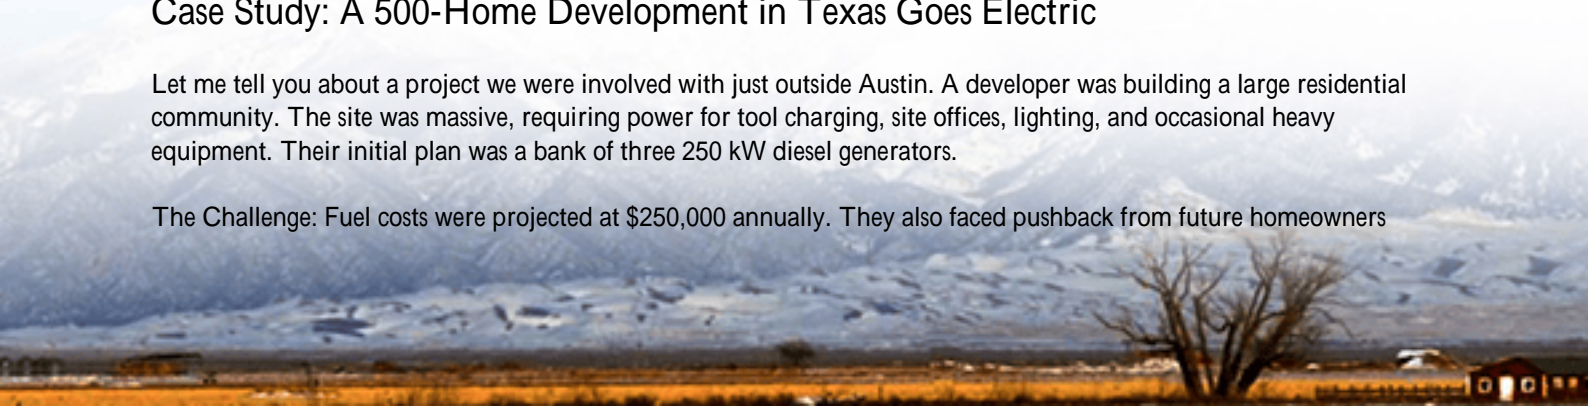 Case Study: A 500-Home Development in Texas Goes Electric
Let me tell you about a project we were involved with just outside Austin. A developer was building a large residential
community. The site was massive, requiring power for tool charging, site offices, lighting, and occasional heavy
equipment. Their initial plan was a bank of three 250 kW diesel generators.
The Challenge: Fuel costs were projected at $250,000 annually. They also faced pushback from future homeowners